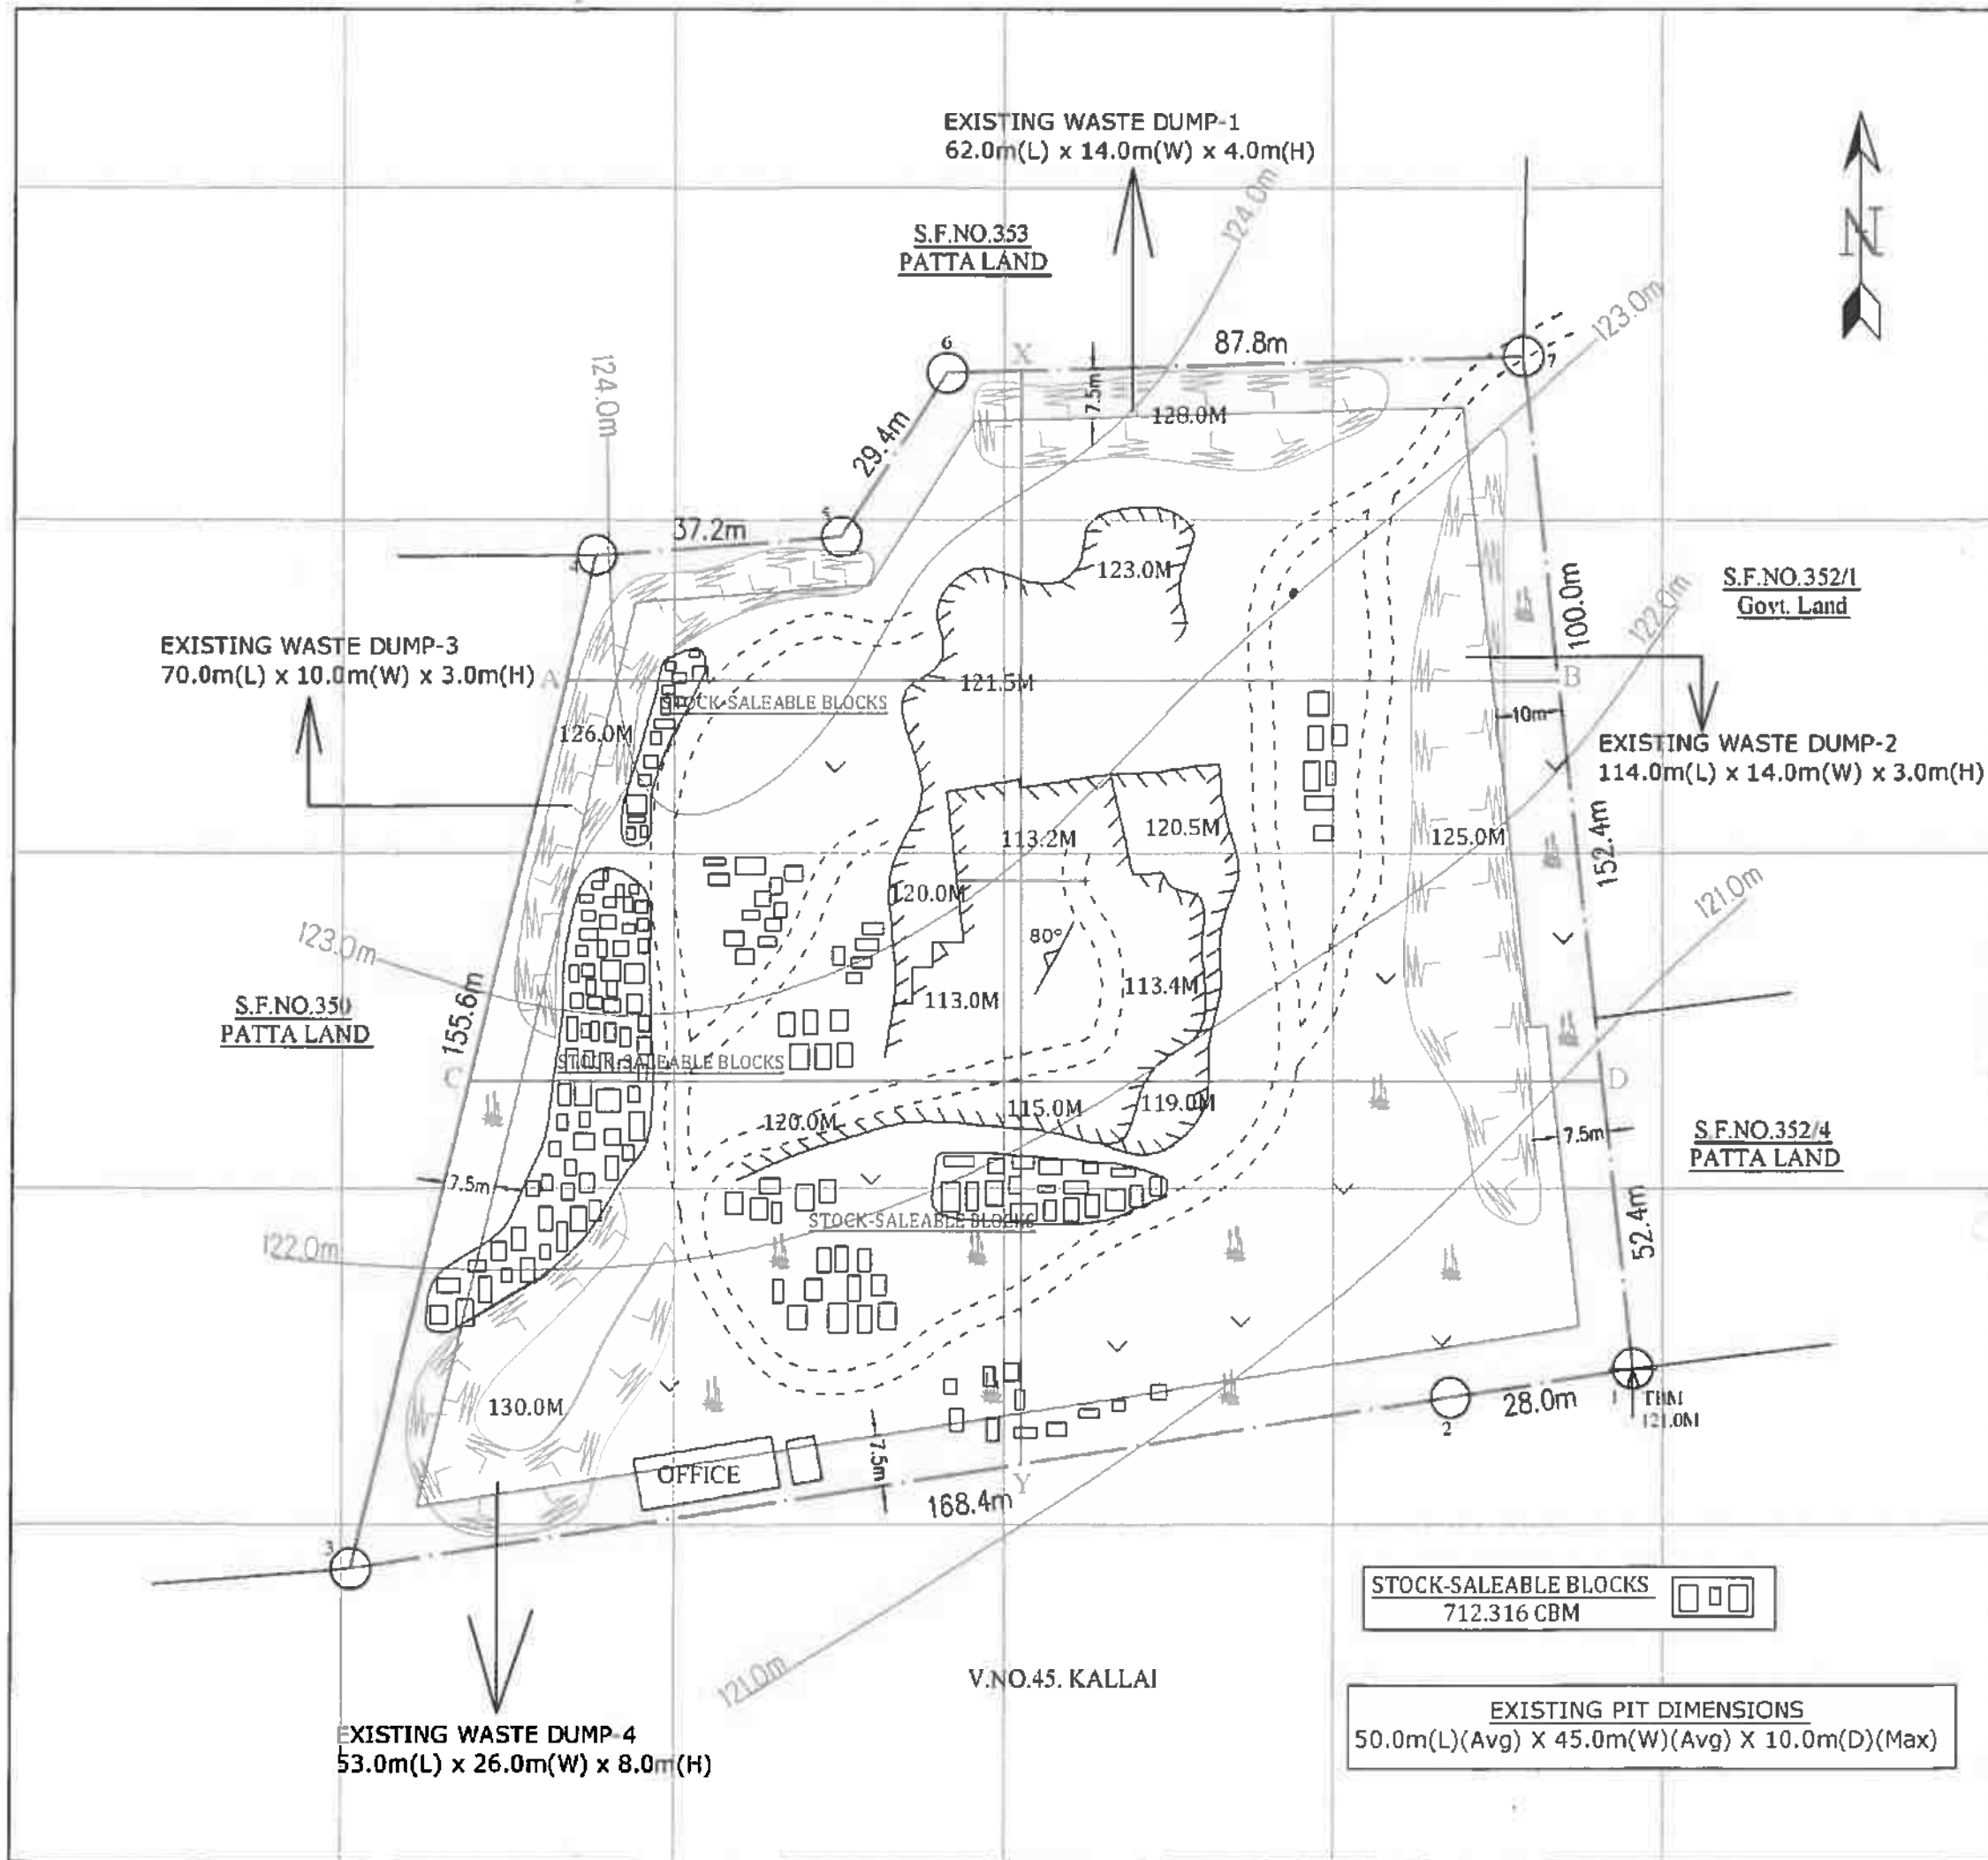 EXISTING WASTE DUMP-1
62.0m(L) x 14.0m(W) x 4.0m(H)
124.0m
N
S.F.NO.353
PATTA LAND
123.0m
6
X
87.8m
7
7.5m
128.0M
124.0m
29.4m
5
37.2m
4
123.0M
100.0m
S.F.NO.352/1
Govt. Land
122.0m
EXISTING WASTE DUMP-3
70.0m(L) x 10.0m(W) x 3.0m(H)
A
121.5M
B
STOCK-SALEABLE BLOCKS
10m
126.0M
EXISTING WASTE DUMP-2
114.0m(L) x 14.0m(W) x 3.0m(H)
113.2M
120.5M
125.0M
152.4m
120.0M
121.0m
80°
123.0m
S.F.NO.350
PATTA LAND
155.6m
113.0M
113.4M
STOCK-SALEABLE BLOCKS
C
D
120.0M
115.0M
119.0M
7.5m
S.F.NO.352/4
PATTA LAND
7.5m
STOCK-SALEABLE BLOCKS
122.0m
52.4m
130.0M
28.0m
1
TBM
121.0M
2
OFFICE
7.5m
Y
168.4m
3
STOCK-SALEABLE BLOCKS
712.316 CBM
121.0m
V.NO.45. KALLAI
EXISTING WASTE DUMP-4
53.0m(L) x 26.0m(W) x 8.0m(H)
EXISTING PIT DIMENSIONS
50.0m(L)(Avg) X 45.0m(W)(Avg) X 10.0m(D)(Max)